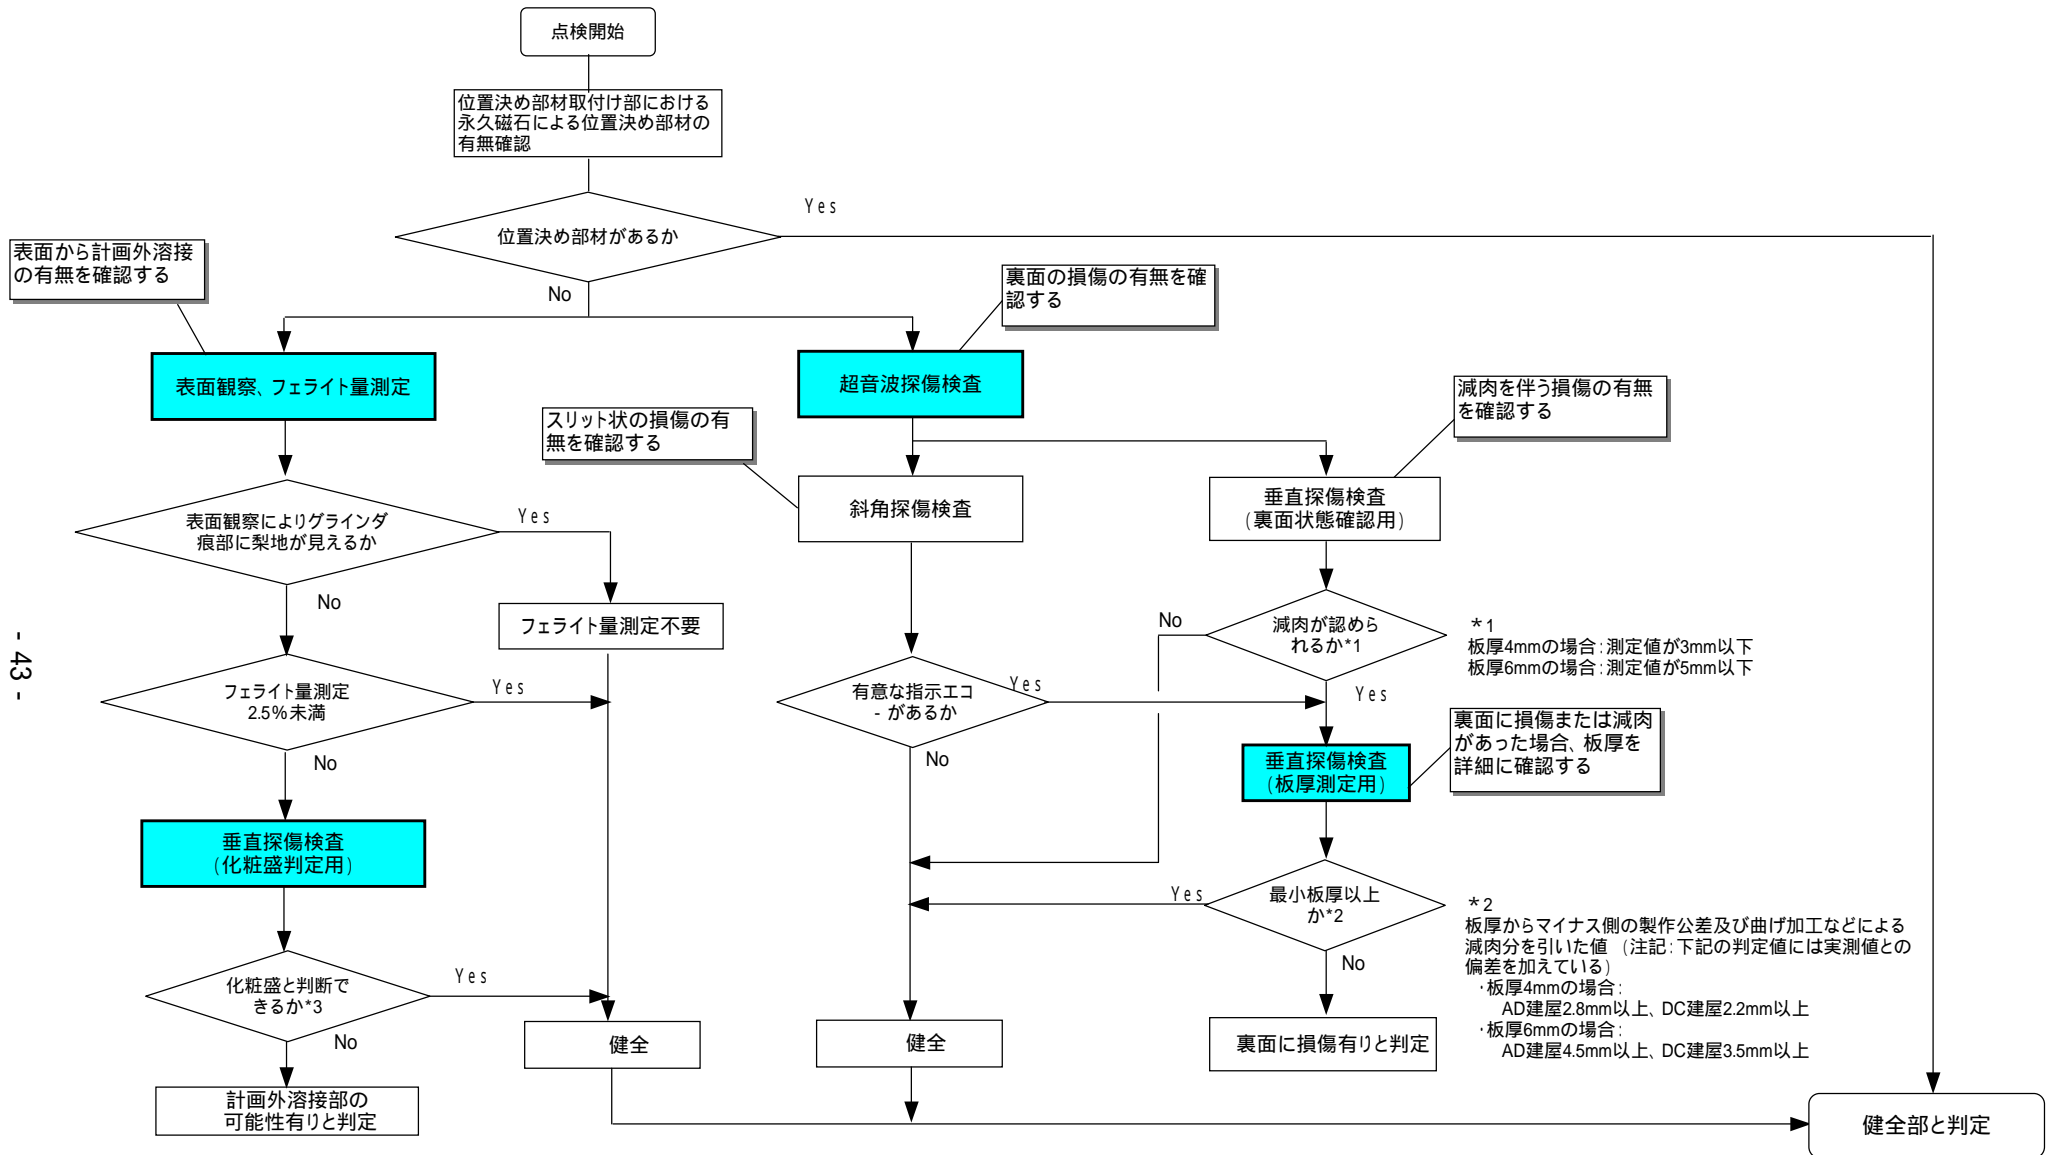 点検開始
位置決め部材取付け部における
永久磁石による位置決め部材の
有無確認
位置決め部材があるか
Yes
No
表面から計画外溶接
の有無を確認する
裏面の損傷の有無を確
認する
表面観察、フェライト量測定
超音波探傷検査
スリット状の損傷の有
無を確認する
減肉を伴う損傷の有無
を確認する
斜角探傷検査
垂直探傷検査
(裏面状態確認用)
表面観察によりグラインダ
痕部に梨地が見えるか
Yes
No
フェライト量測定不要
減肉が認めら
れるか*1
No
Yes
*1
板厚4mmの場合:測定値が3mm以下
板厚6mmの場合:測定値が5mm以下
フェライト量測定
2.5%未満
Yes
No
有意な指示エコ
-があるか
Yes
No
裏面に損傷または減肉
があった場合、板厚を
詳細に確認する
垂直探傷検査
(板厚測定用)
垂直探傷検査
(化粧盛判定用)
最小板厚以上
か*2
Yes
No
*2
板厚からマイナス側の製作公差及び曲げ加工などによる
減肉分を引いた値 (注記:下記の判定値には実測値との
偏差を加えている)
・板厚4mmの場合:
AD建屋2.8mm以上、DC建屋2.2mm以上
・板厚6mmの場合:
AD建屋4.5mm以上、DC建屋3.5mm以上
化粧盛と判断で
きるか*3
Yes
No
健全
健全
裏面に損傷有りと判定
計画外溶接部の
可能性有りと判定
健全部と判定
- 43 -